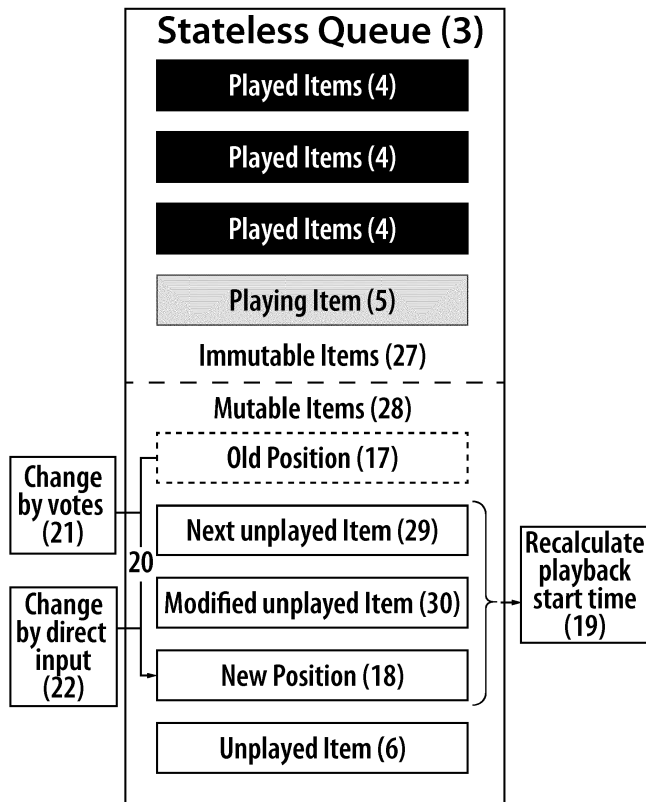 Stateless Queue (3)
Played Items (4)
Played Items (4)
Played Items (4)
Playing Item (5)
Immutable Items (27)
Mutable Items (28)
Old Position (17)
Change
by votes
(21)
Next unplayed Item (29)
20
Recalculate
playback
start time
(19)
Modified unplayed Item (30)
Change
by direct
input
(22)
New Position (18)
Unplayed Item (6)